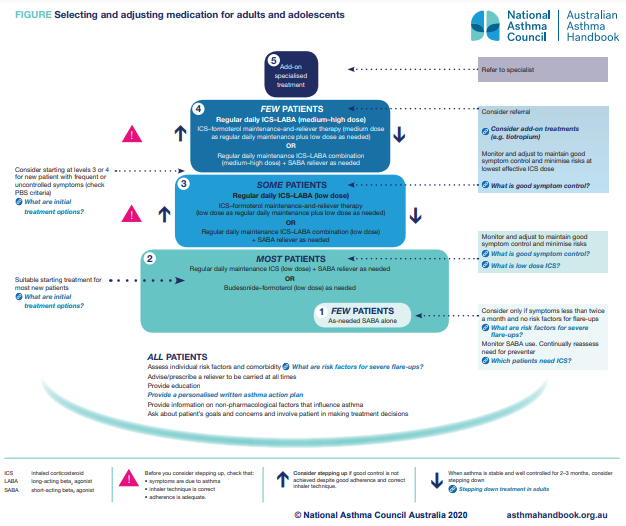 FIGURE Selecting and adjusting medication for adults and adolescents
National
Asthma
Council
Australian
Asthma
Handbook
5
Add-on
specialised
treatment
Refer to specialist
4
FEW PATIENTS
Regular daily ICS–LABA (medium–high dose)
ICS–formoterol maintenance-and-reliever therapy (medium dose
as regular daily maintenance plus low dose as needed)
OR
Regular daily maintenance ICS–LABA combination
(medium–high dose) + SABA reliever as needed
!
Consider referral
Consider add-on treatments
(e.g. tiotropium)
Monitor and adjust to maintain good
symptom control and minimise risks at
lowest effective ICS dose
What is good symptom control?
Consider starting at levels 3 or 4
for new patient with frequent or
uncontrolled symptoms (check
PBS criteria)
What are initial
treatment options?
3
SOME PATIENTS
Regular daily ICS–LABA (low dose)
ICS–formoterol maintenance-and-reliever therapy
(low dose as regular daily maintenance plus low dose as needed)
OR
Regular daily maintenance ICS–LABA combination (low dose)
+ SABA reliever as needed
!
2
MOST PATIENTS
Regular daily maintenance ICS (low dose) + SABA reliever as needed
OR
Budesonide–formoterol (low dose) as needed
Monitor and adjust to maintain good
symptom control and minimise risks
What is good symptom control?
What is low dose ICS?
Suitable starting treatment for
most new patients
What are initial
treatment options?
1 FEW PATIENTS
As-needed SABA alone
Consider only if symptoms less than twice
a month and no risk factors for flare-ups
What are risk factors for severe
flare-ups?
Monitor SABA use. Continually reassess
need for preventer
Which patients need ICS?
ALL PATIENTS
Assess individual risk factors and comorbidity What are risk factors for severe flare-ups?
Advise/prescribe a reliever to be carried at all times
Provide education
Provide a personalised written asthma action plan
Provide information on non-pharmacological factors that influence asthma
Ask about patient's goals and concerns and involve patient in making treatment decisions
ICS inhaled corticosteroid
LABA long-acting beta₂ agonist
SABA short-acting beta₂ agonist
!
Before you consider stepping up, check that:
• symptoms are due to asthma
• inhaler technique is correct
• adherence is adequate.
Consider stepping up if good control is not
achieved despite good adherence and correct
inhaler technique.
When asthma is stable and well controlled for 2–3 months, consider
stepping down
Stepping down treatment in adults
© National Asthma Council Australia 2020
asthmahandbook.org.au